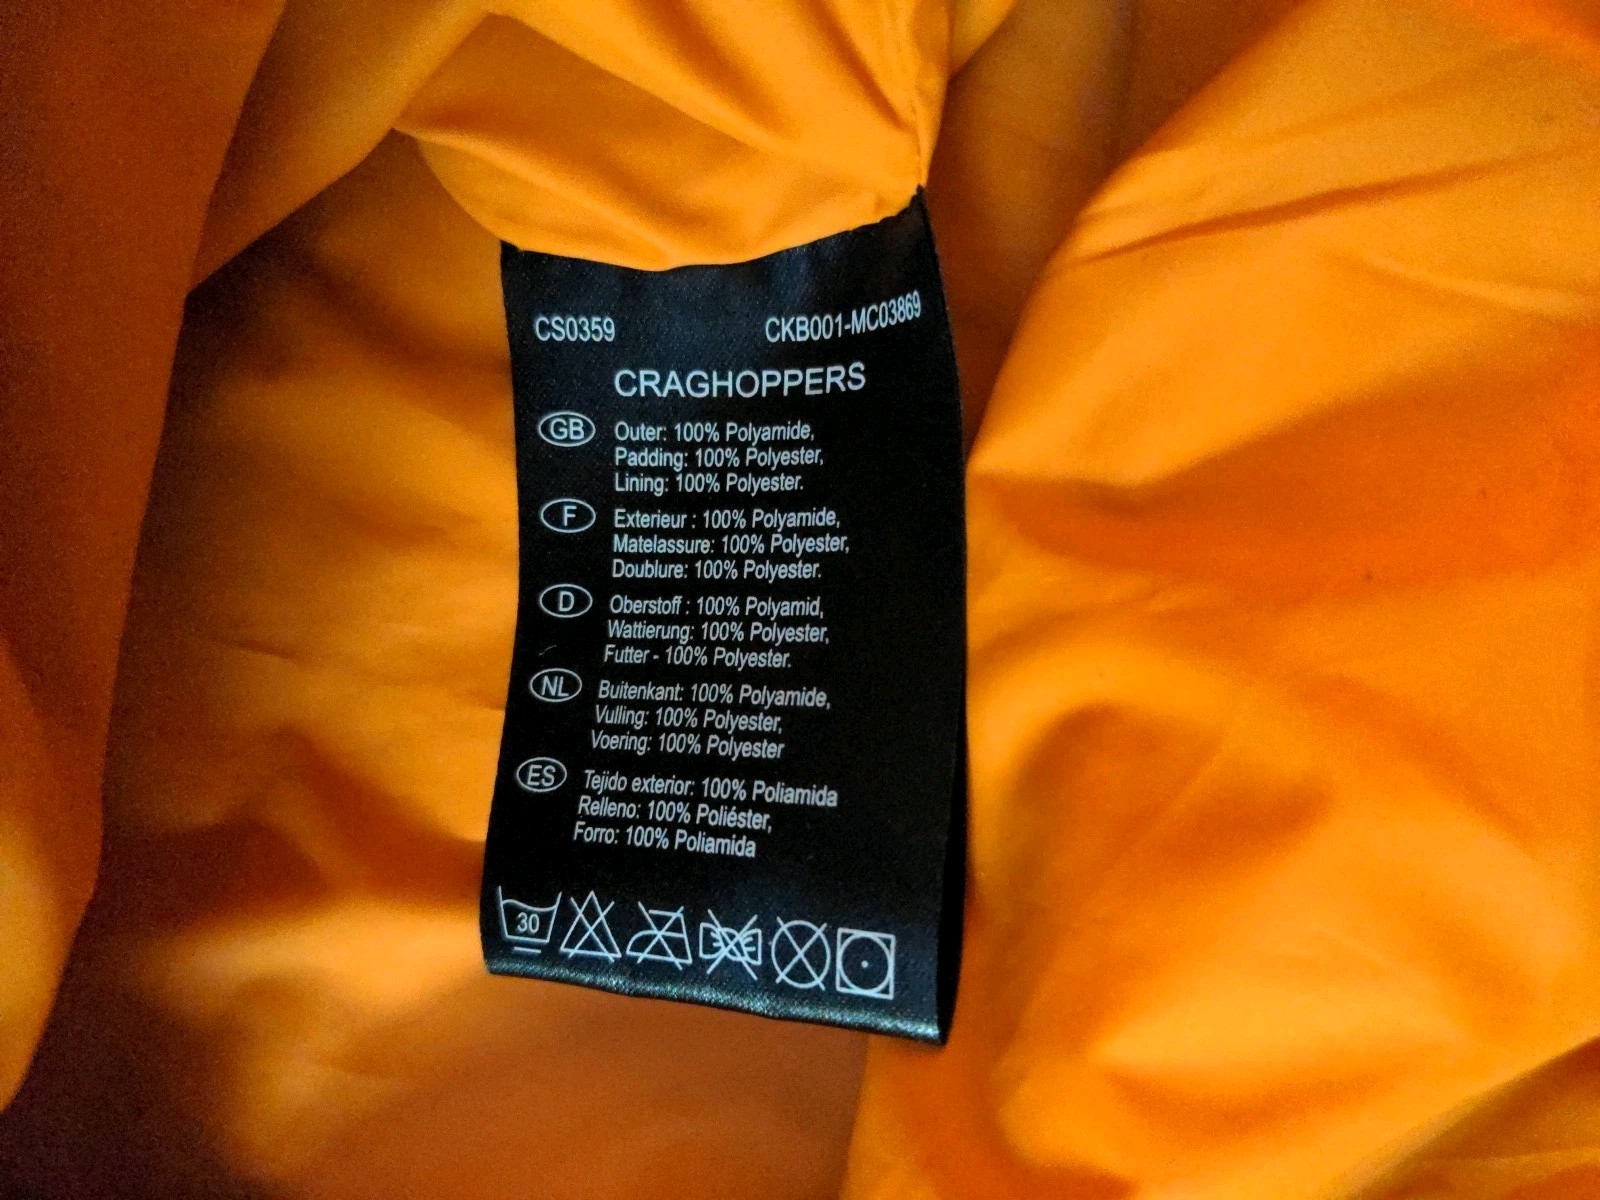 CS0359 CKB001-MC03869
CRAGHOPPERS
GB Outer: 100% Polyamide,
Padding: 100% Polyester,
Lining: 100% Polyester.
F Exterieur : 100% Polyamide,
Matelassure: 100% Polyester,
Doublure: 100% Polyester.
D Oberstoff : 100% Polyamid,
Wattierung: 100% Polyester,
Futter - 100% Polyester.
NL Buitenkant: 100% Polyamide,
Vulling: 100% Polyester,
Voering: 100% Polyester
ES Tejido exterior: 100% Poliamida
Relleno: 100% Poliéster,
Forro: 100% Poliamida
30